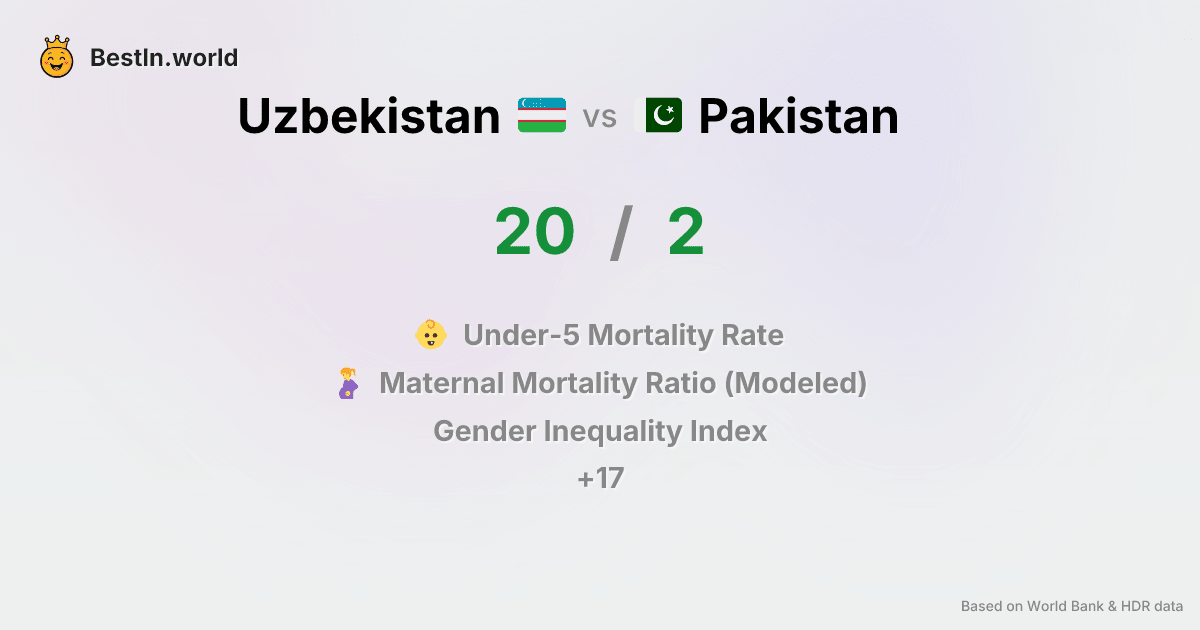 BestIn.world
Uzbekistan vs Pakistan
20 / 2
Under-5 Mortality Rate
Maternal Mortality Ratio (Modeled)
Gender Inequality Index
+17
Based on World Bank & HDR data